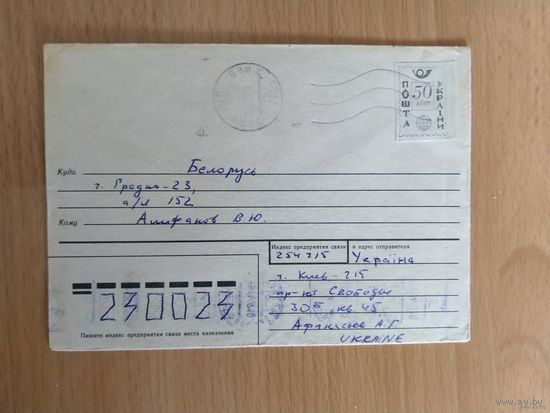 ПОШТА
50
УКРАЇНИ
Куда
Белорусь
г. Гродно-23,
а/л 152
Кому
Алифанов В.Ю.
Индекс предприятия связи и адрес отправителя
254215
Україна
г. Киев-215
пр-кт Свободы
30Б, кв. 45
А.Г.
UKRAINE
230023
Пишите индекс предприятия связи места назначения
ay.by